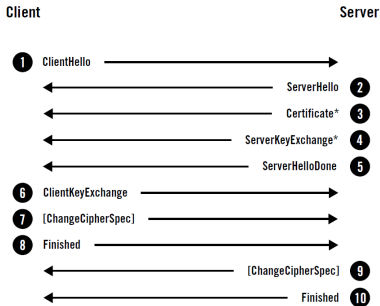 Client Server
1 ClientHello
ServerHello 2
Certificate* 3
ServerKeyExchange* 4
ServerHelloDone 5
6 ClientKeyExchange
7 [ChangeCipherSpec]
8 Finished
[ChangeCipherSpec] 9
Finished 10